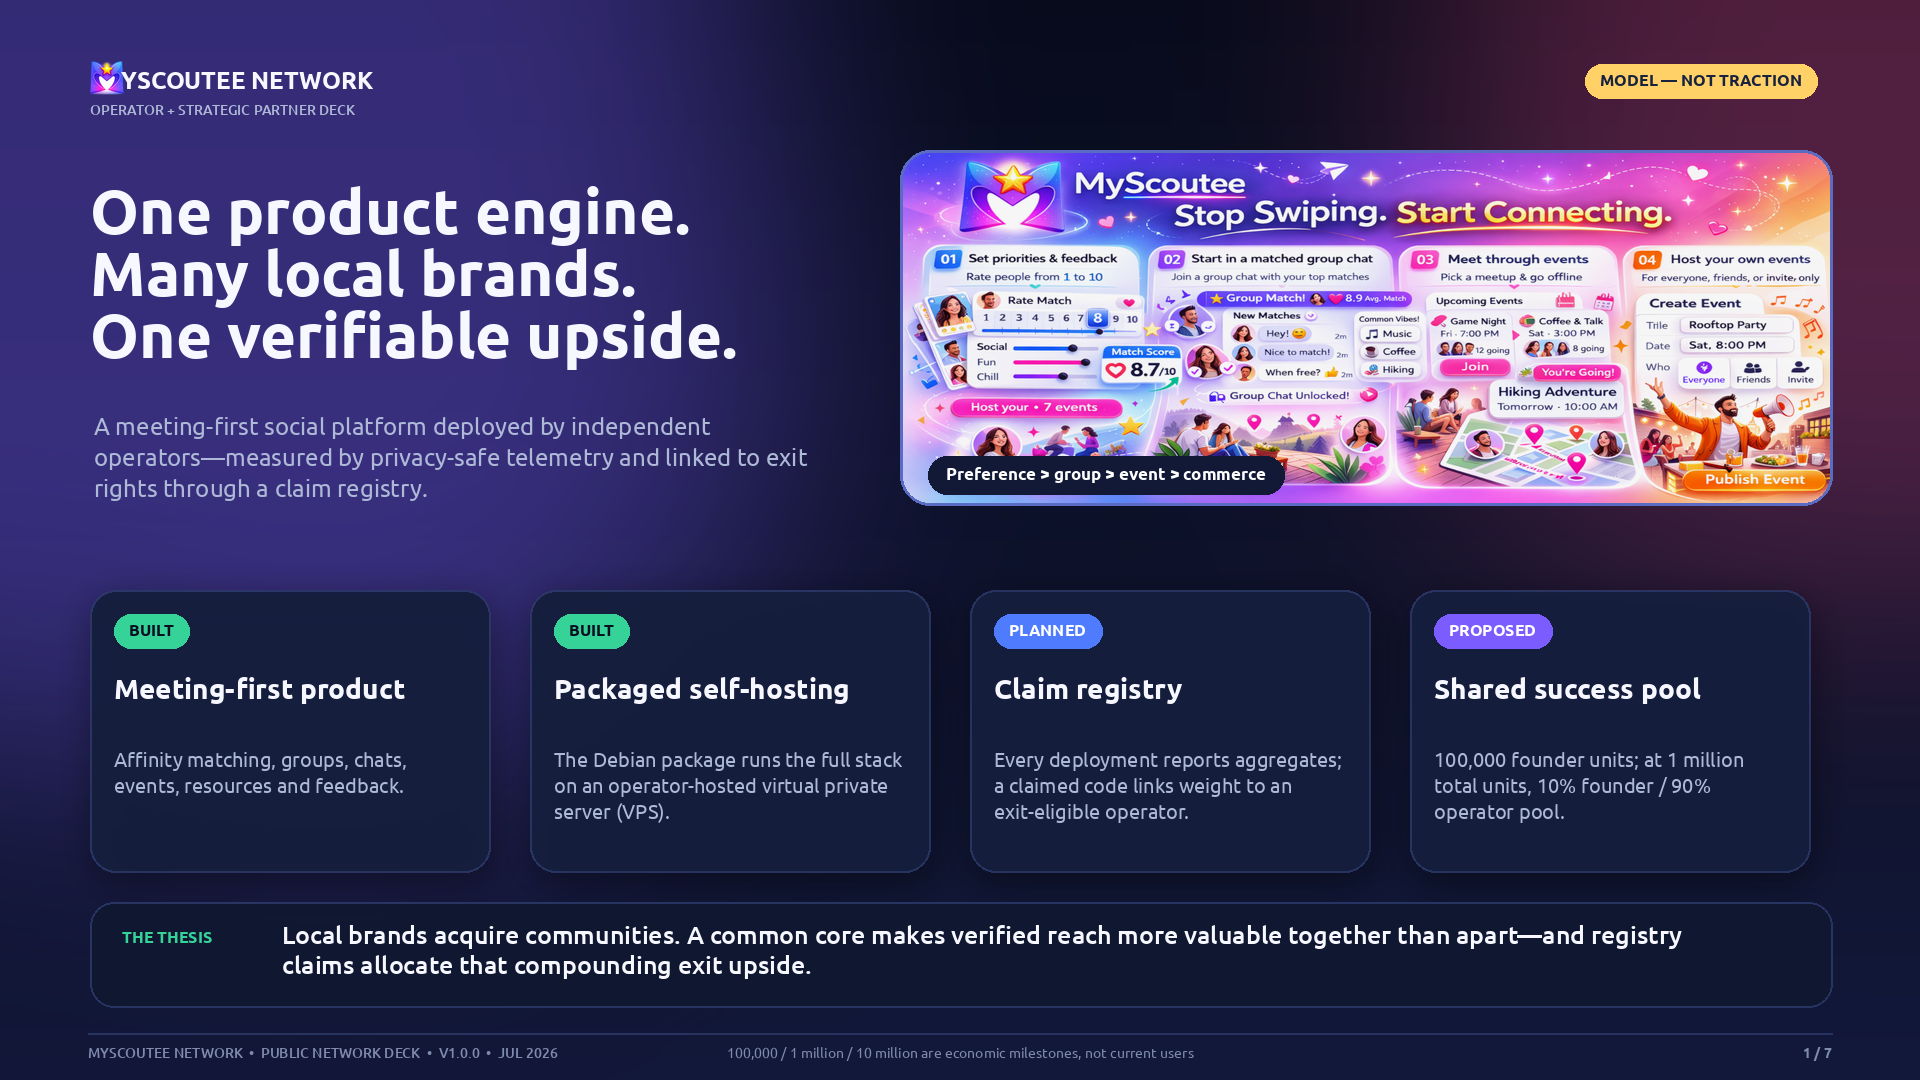 YSCOUTEE NETWORK
OPERATOR + STRATEGIC PARTNER DECK
MODEL — NOT TRACTION
One product engine.
Many local brands.
One verifiable upside.
A meeting-first social platform deployed by independent
operators—measured by privacy-safe telemetry and linked to exit
rights through a claim registry.
MyScoutee
Stop Swiping. Start Connecting.
01 Set priorities & feedback
Rate people from 1 to 10
Rate Match
1 2 3 4 5 6 7 8 9 10
Social
Fun
Chill
Match Score
8.7/10
Host your • 7 events
02 Start in a matched group chat
Join a group chat with your top matches
Group Match! 8.9 Avg. Match
New Matches
Hey! 2m
Nice to match! 2m
When free? 2m
Common Vibes!
Music
Coffee
Hiking
Group Chat Unlocked!
03 Meet through events
Pick a meetup & go offline
Upcoming Events
Game Night
Fri · 7:00 PM
12 going
Join
Coffee & Talk
Sat · 3:00 PM
8 going
You're Going!
Hiking Adventure
Tomorrow · 10:00 AM
04 Host your own events
For everyone, friends, or invite, only
Create Event
Trile Rooftop Party
Date Sat, 8:00 PM
Who Everyone Friends Invite
Publish Event
Preference > group > event > commerce
BUILT
Meeting-first product
Affinity matching, groups, chats,
events, resources and feedback.
BUILT
Packaged self-hosting
The Debian package runs the full stack
on an operator-hosted virtual private
server (VPS).
PLANNED
Claim registry
Every deployment reports aggregates;
a claimed code links weight to an
exit-eligible operator.
PROPOSED
Shared success pool
100,000 founder units; at 1 million
total units, 10% founder / 90%
operator pool.
THE THESIS
Local brands acquire communities. A common core makes verified reach more valuable together than apart—and registry
claims allocate that compounding exit upside.
MYSCOUTEE NETWORK • PUBLIC NETWORK DECK • V1.0.0 • JUL 2026
100,000 / 1 million / 10 million are economic milestones, not current users
1 / 7